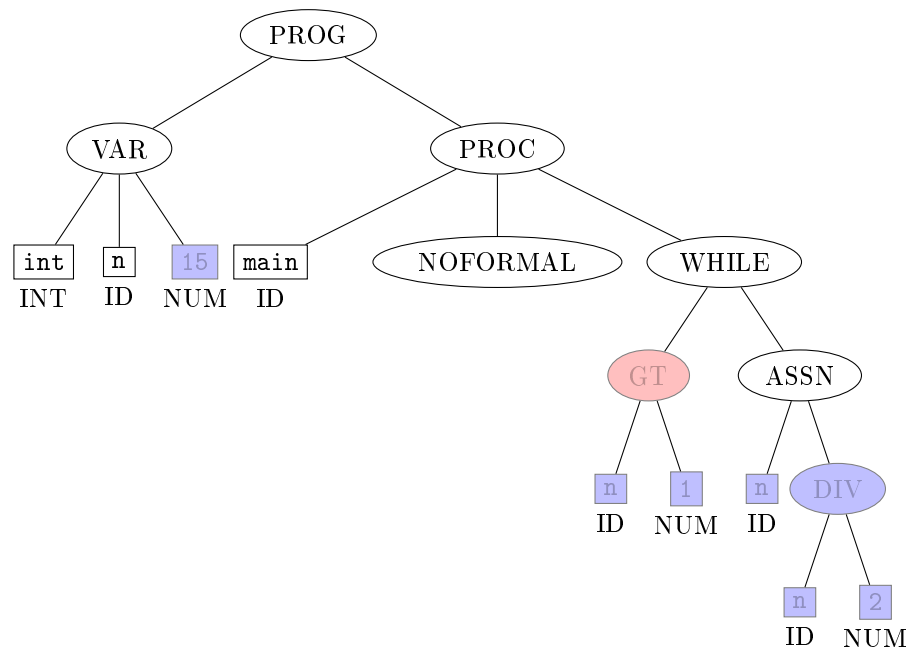 PROG
VAR PROC
int n 15 main NOFORMAL WHILE
INT ID NUM ID
GT ASSN
n 1 n DIV
ID NUM ID
n 2
ID NUM